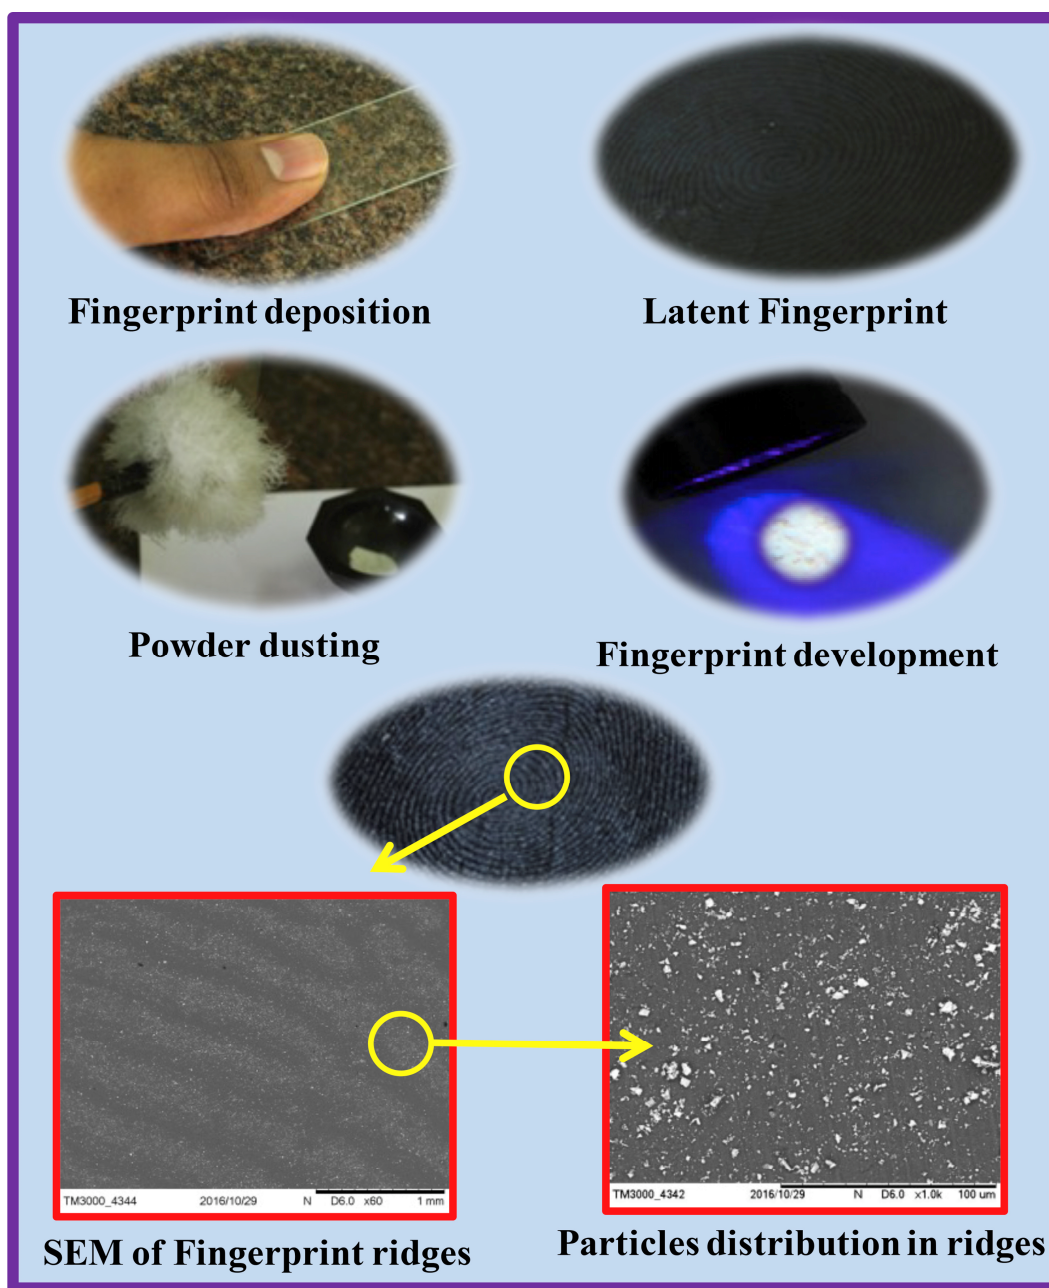 Fingerprint deposition
Latent Fingerprint
Powder dusting
Fingerprint development
TM3000_4344 2016/10/29 N D6.0 x60 1 mm
TM3000_4342 2016/10/29 N D6.0 x1.0k 100 um
SEM of Fingerprint ridges
Particles distribution in ridges